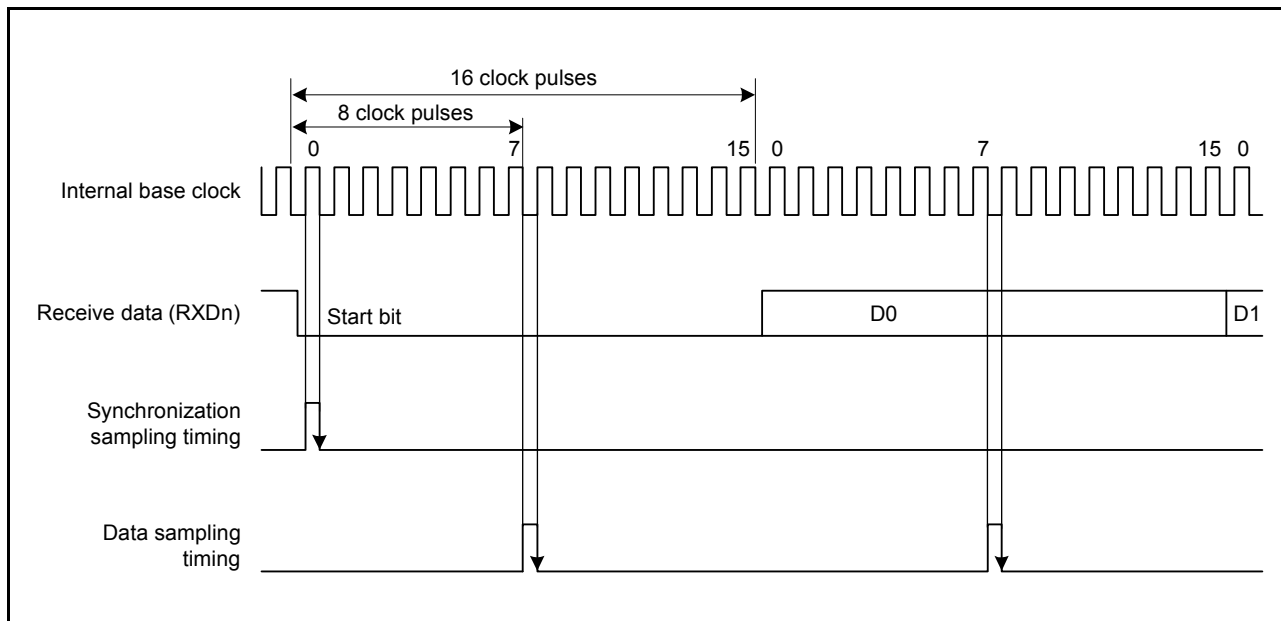 16 clock pulses
8 clock pulses
0 7 15 0 7 15 0
Internal base clock
Receive data (RXDn)
Start bit
D0
D1
Synchronization
sampling timing
Data sampling
timing